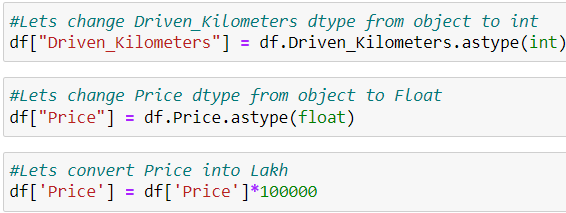 #Lets change Driven_Kilometers dtype from object to int
df["Driven_Kilometers"] = df.Driven_Kilometers.astype(int)
#Lets change Price dtype from object to Float
df["Price"] = df.Price.astype(float)
#Lets convert Price into Lakh
df['Price'] = df['Price']*100000